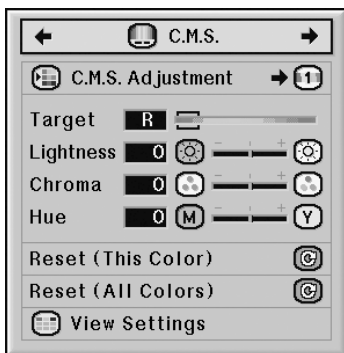 C.M.S.
C.M.S. Adjustment 1
Target R
Lightness 0 - +
Chroma 0 - +
Hue 0 M - + Y
Reset (This Color)
Reset (All Colors)
View Settings